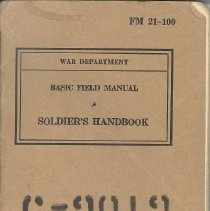 FM 21-100
WAR DEPARTMENT
BASIC FIELD MANUAL
SOLDIER'S HANDBOOK